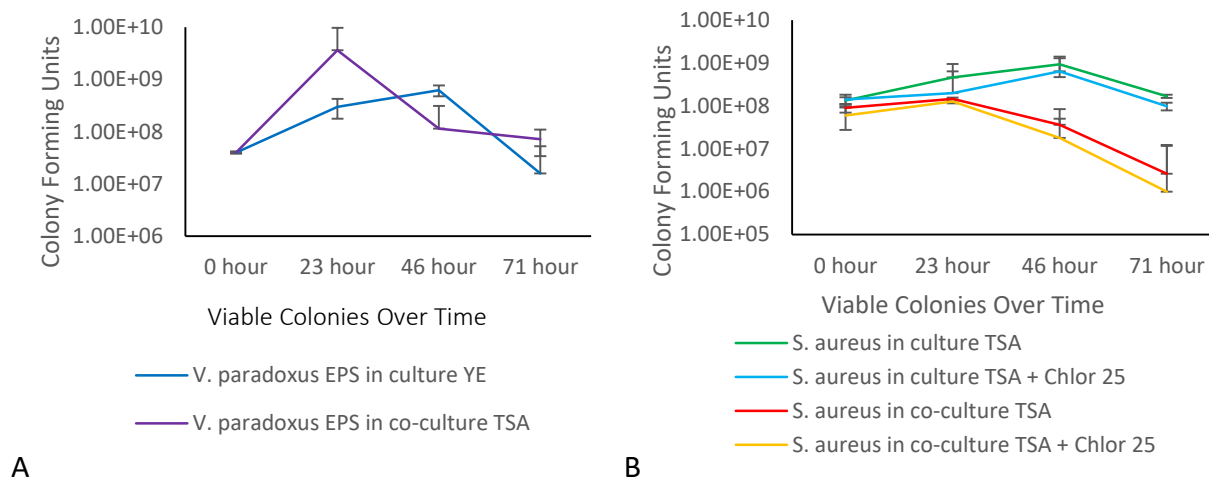 Colony Forming Units
1.00E+10
1.00E+09
1.00E+08
1.00E+07
1.00E+06
0 hour 23 hour 46 hour 71 hour
Viable Colonies Over Time
V. paradoxus EPS in culture YE
V. paradoxus EPS in co-culture TSA
A
Colony Forming Units
1.00E+10
1.00E+09
1.00E+08
1.00E+07
1.00E+06
1.00E+05
0 hour 23 hour 46 hour 71 hour
Viable Colonies Over Time
S. aureus in culture TSA
S. aureus in culture TSA + Chlor 25
S. aureus in co-culture TSA
S. aureus in co-culture TSA + Chlor 25
B